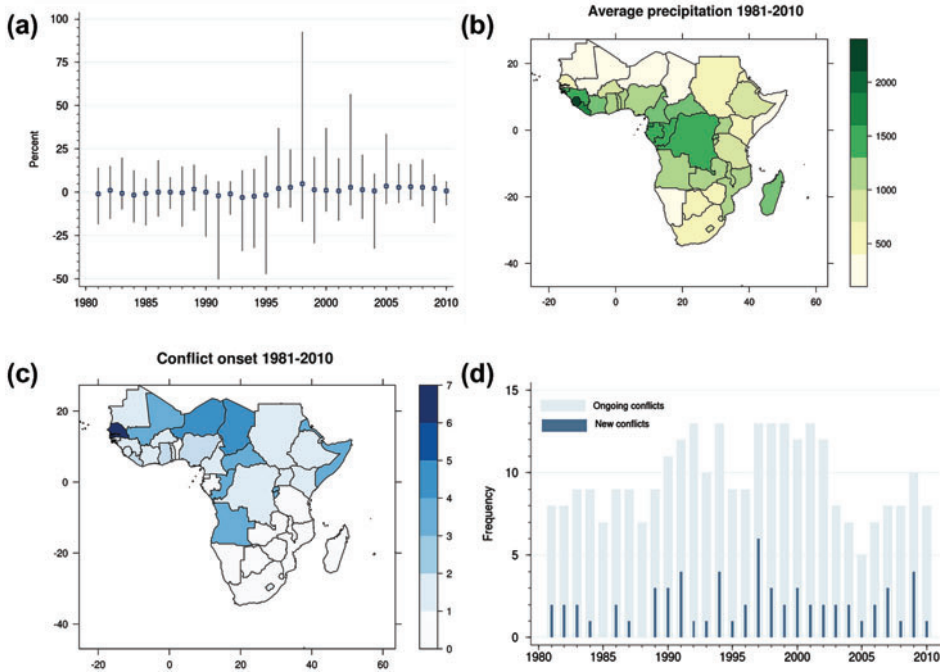 (a)
100
75
50
25
0
-25
-50
Percent
1980 1985 1990 1995 2000 2005 2010
(b)
Average precipitation 1981-2010
20
0
-20
-40
-20 0 20 40 60
2000
1500
1000
500
(c)
Conflict onset 1981-2010
20
0
-20
-40
-20 0 20 40 60
7
6
5
4
3
2
1
0
(d)
15
10
5
0
Frequency
Ongoing conflicts
New conflicts
1980 1985 1990 1995 2000 2005 2010